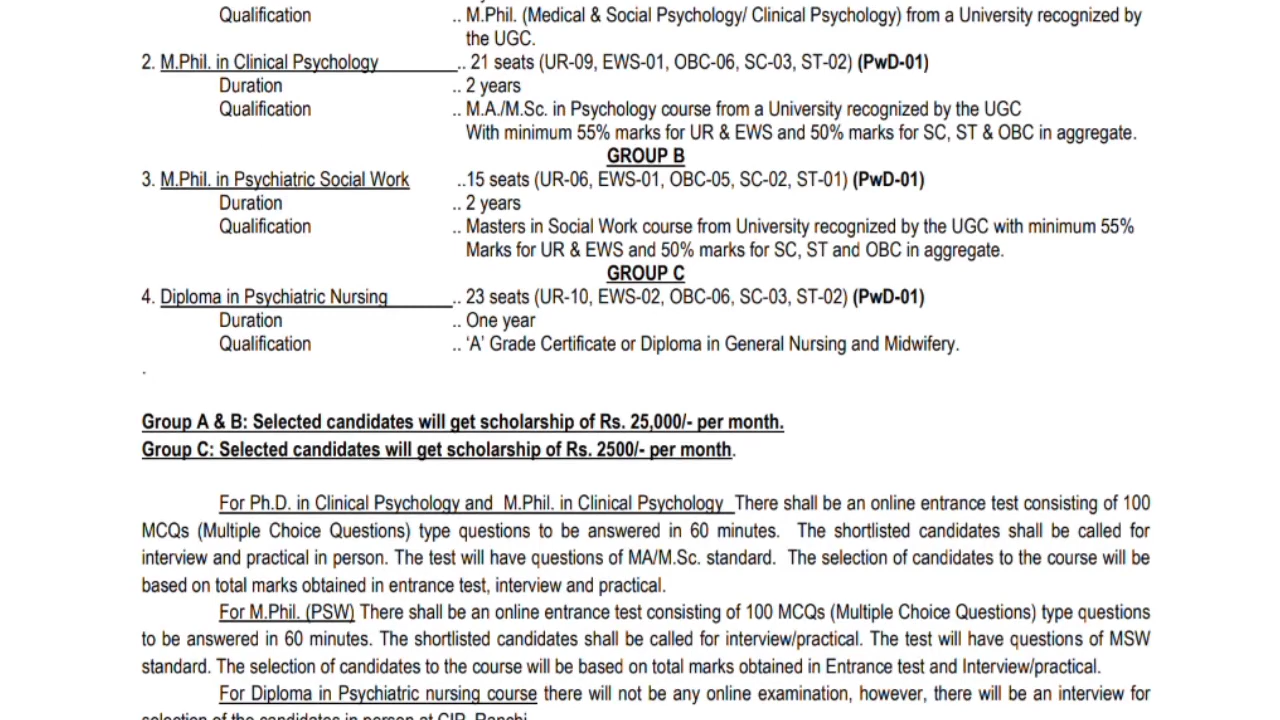 Qualification .. M.Phil. (Medical & Social Psychology/ Clinical Psychology) from a University recognized by
the UGC.
2. M.Phil. in Clinical Psychology .. 21 seats (UR-09, EWS-01, OBC-06, SC-03, ST-02) (PwD-01)
Duration .. 2 years
Qualification .. M.A./M.Sc. in Psychology course from a University recognized by the UGC
With minimum 55% marks for UR & EWS and 50% marks for SC, ST & OBC in aggregate.
GROUP B
3. M.Phil. in Psychiatric Social Work ..15 seats (UR-06, EWS-01, OBC-05, SC-02, ST-01) (PwD-01)
Duration .. 2 years
Qualification .. Masters in Social Work course from University recognized by the UGC with minimum 55%
Marks for UR & EWS and 50% marks for SC, ST and OBC in aggregate.
GROUP C
4. Diploma in Psychiatric Nursing .. 23 seats (UR-10, EWS-02, OBC-06, SC-03, ST-02) (PwD-01)
Duration .. One year
Qualification .. ‘A’ Grade Certificate or Diploma in General Nursing and Midwifery.
.
Group A & B: Selected candidates will get scholarship of Rs. 25,000/- per month.
Group C: Selected candidates will get scholarship of Rs. 2500/- per month.
For Ph.D. in Clinical Psychology and M.Phil. in Clinical Psychology There shall be an online entrance test consisting of 100
MCQs (Multiple Choice Questions) type questions to be answered in 60 minutes. The shortlisted candidates shall be called for
interview and practical in person. The test will have questions of MA/M.Sc. standard. The selection of candidates to the course will be
based on total marks obtained in entrance test, interview and practical.
For M.Phil. (PSW) There shall be an online entrance test consisting of 100 MCQs (Multiple Choice Questions) type questions
to be answered in 60 minutes. The shortlisted candidates shall be called for interview/practical. The test will have questions of MSW
standard. The selection of candidates to the course will be based on total marks obtained in Entrance test and Interview/practical.
For Diploma in Psychiatric nursing course there will not be any online examination, however, there will be an interview for
selection of the candidates in person at CIP, Ranchi